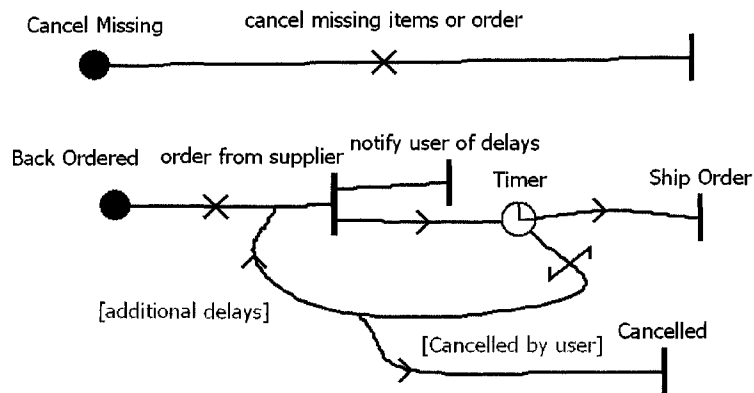 Cancel Missing
cancel missing items or order
Back Ordered
order from supplier
notify user of delays
Timer
Ship Order
[additional delays]
[Cancelled by user]
Cancelled